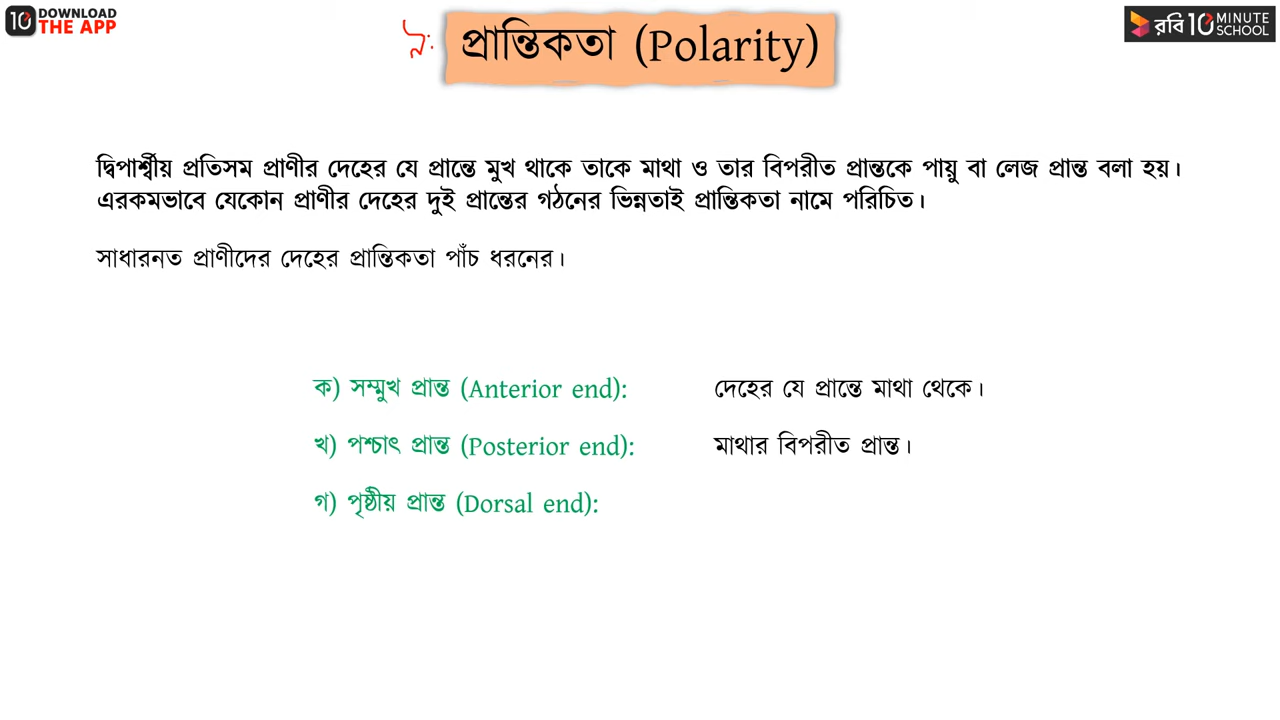 10 DOWNLOAD
THE APP
৯:
প্রান্তিকতা (Polarity)
রবি 10 MINUTE
SCHOOL
দ্বিপার্শ্বীয় প্রতিসম প্রাণীর দেহের যে প্রান্তে মুখ থাকে তাকে মাথা ও তার বিপরীত প্রান্তকে পায়ু বা লেজ প্রান্ত বলা হয়।
এরকমভাবে যেকোন প্রাণীর দেহের দুই প্রান্তের গঠনের ভিন্নতাই প্রান্তিকতা নামে পরিচিত।
সাধারনত প্রাণীদের দেহের প্রান্তিকতা পাঁচ ধরনের।
ক) সম্মুখ প্রান্ত (Anterior end): দেহের যে প্রান্তে মাথা থেকে।
খ) পশ্চাৎ প্রান্ত (Posterior end): মাথার বিপরীত প্রান্ত।
গ) পৃষ্ঠীয় প্রান্ত (Dorsal end):